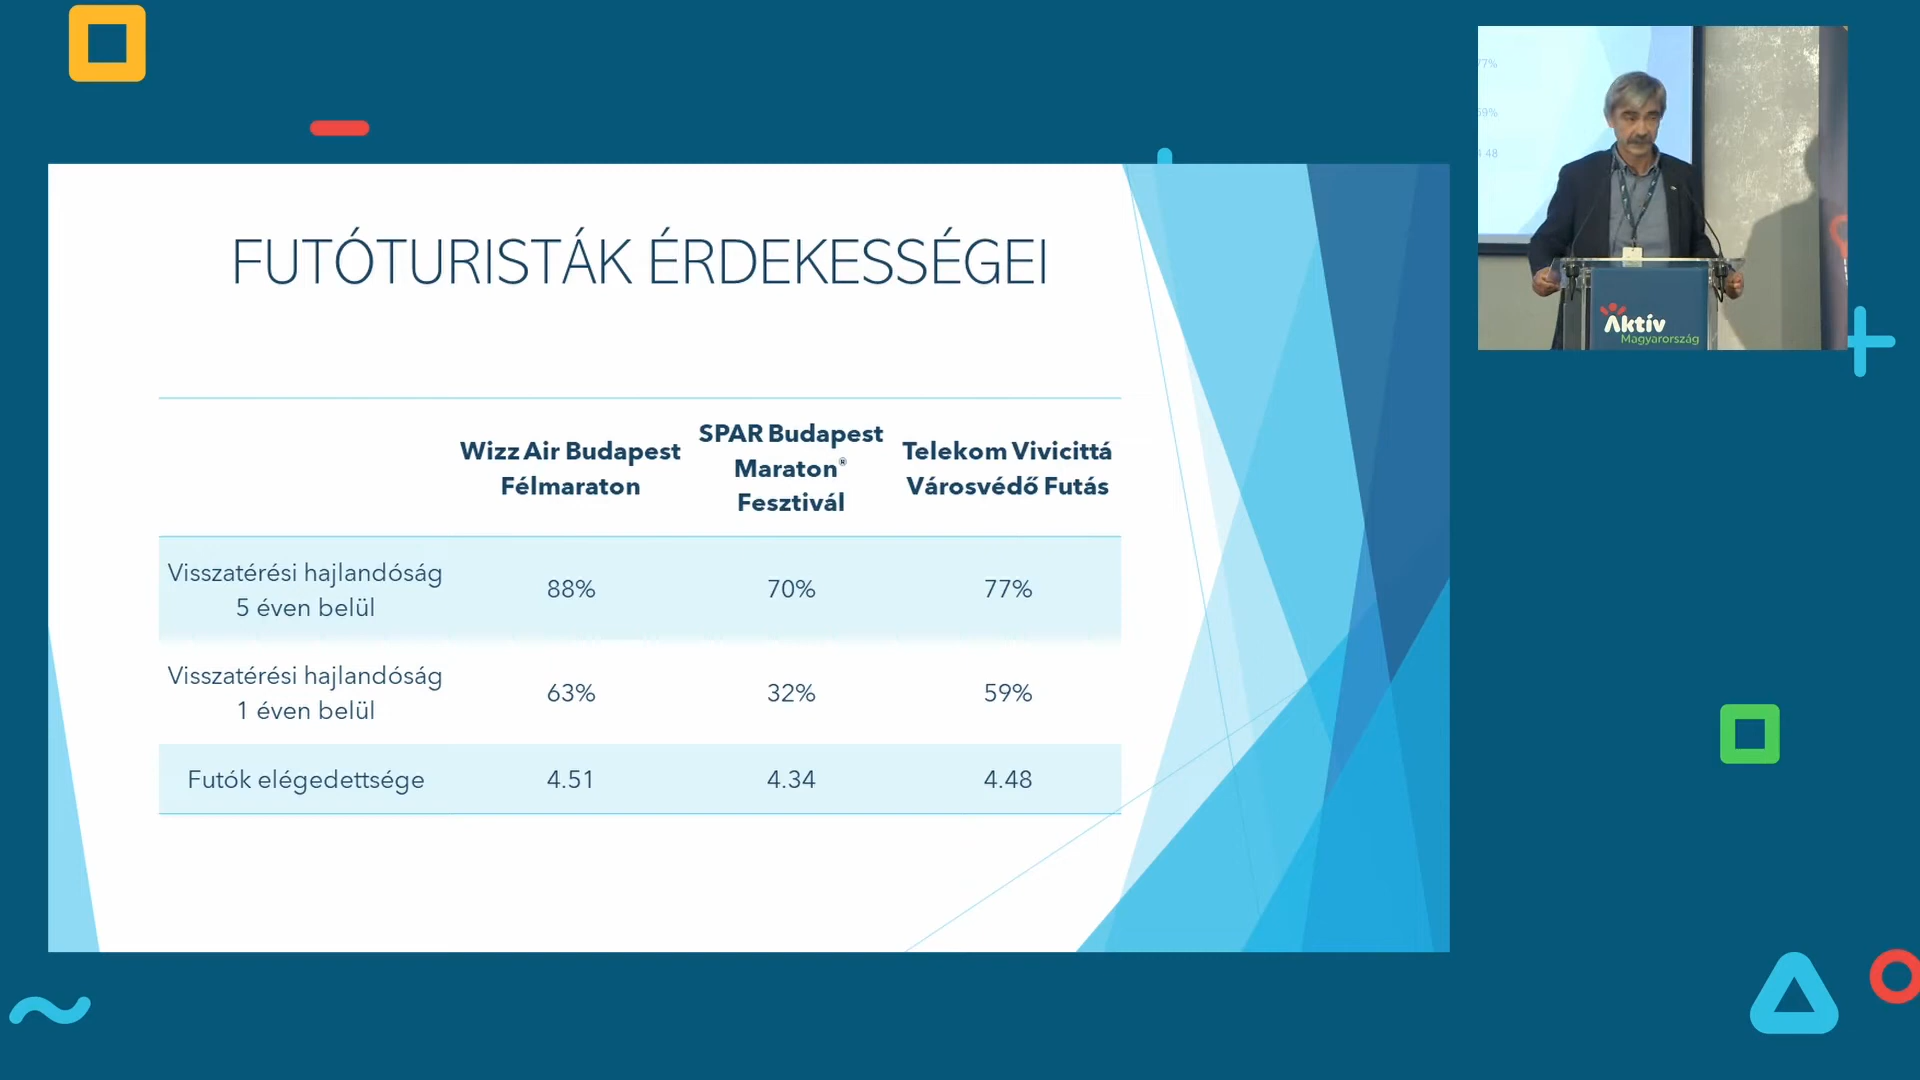 FUTÓTURISTÁK ÉRDEKESSÉGEI
Wizz Air Budapest
Félmaraton
SPAR Budapest
Maraton®
Fesztivál
Telekom Vivicittá
Városvédő Futás
Visszatérési hajlandóság
5 éven belül
88%
70%
77%
Visszatérési hajlandóság
1 éven belül
63%
32%
59%
Futók elégedettsége
4.51
4.34
4.48
Aktív
Magyarország